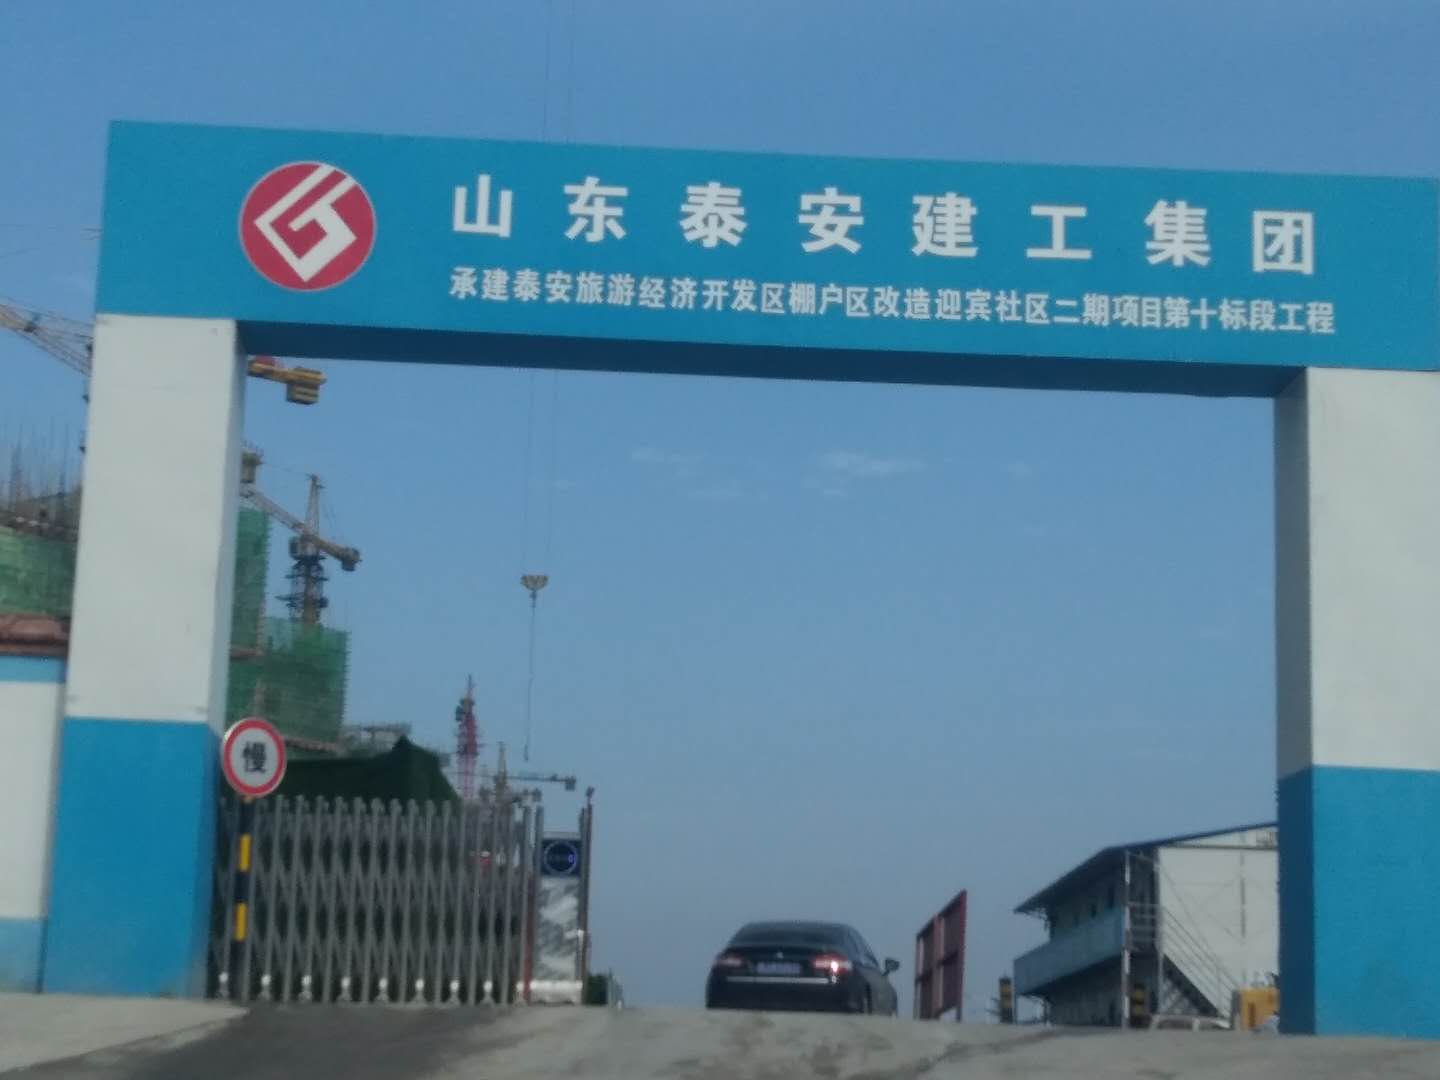 山东泰安建工集团
承建泰安旅游经济开发区棚户区改造迎宾社区二期项目第十标段工程
慢